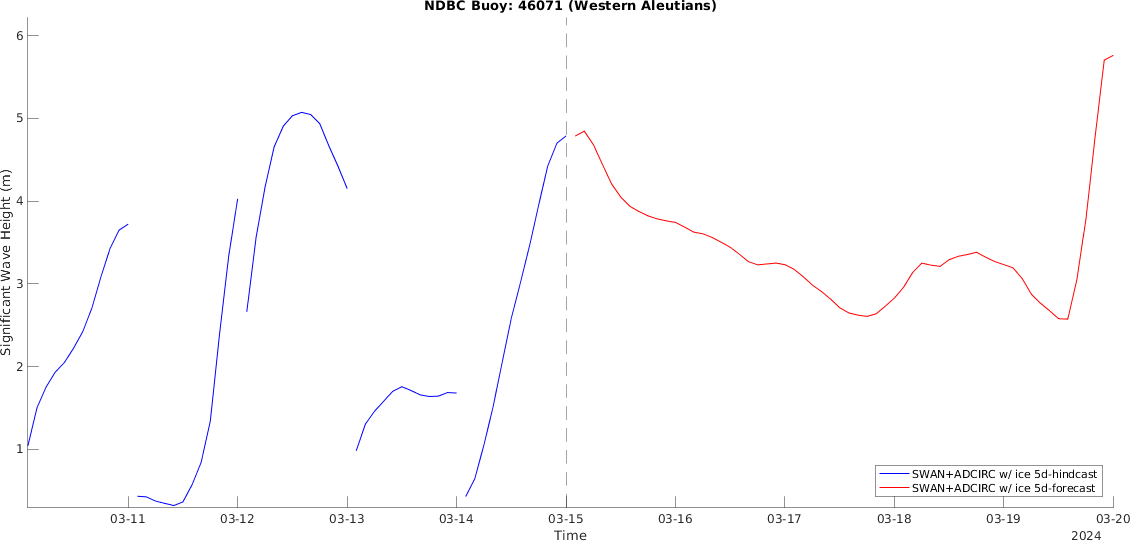 NDBC Buoy: 46071 (Western Aleutians)
Significant Wave Height (m)
6
5
4
3
2
1
SWAN+ADCIRC w/ ice 5d-hindcast
SWAN+ADCIRC w/ ice 5d-forecast
03-11 03-12 03-13 03-14 03-15 03-16 03-17 03-18 03-19 03-20
Time
2024